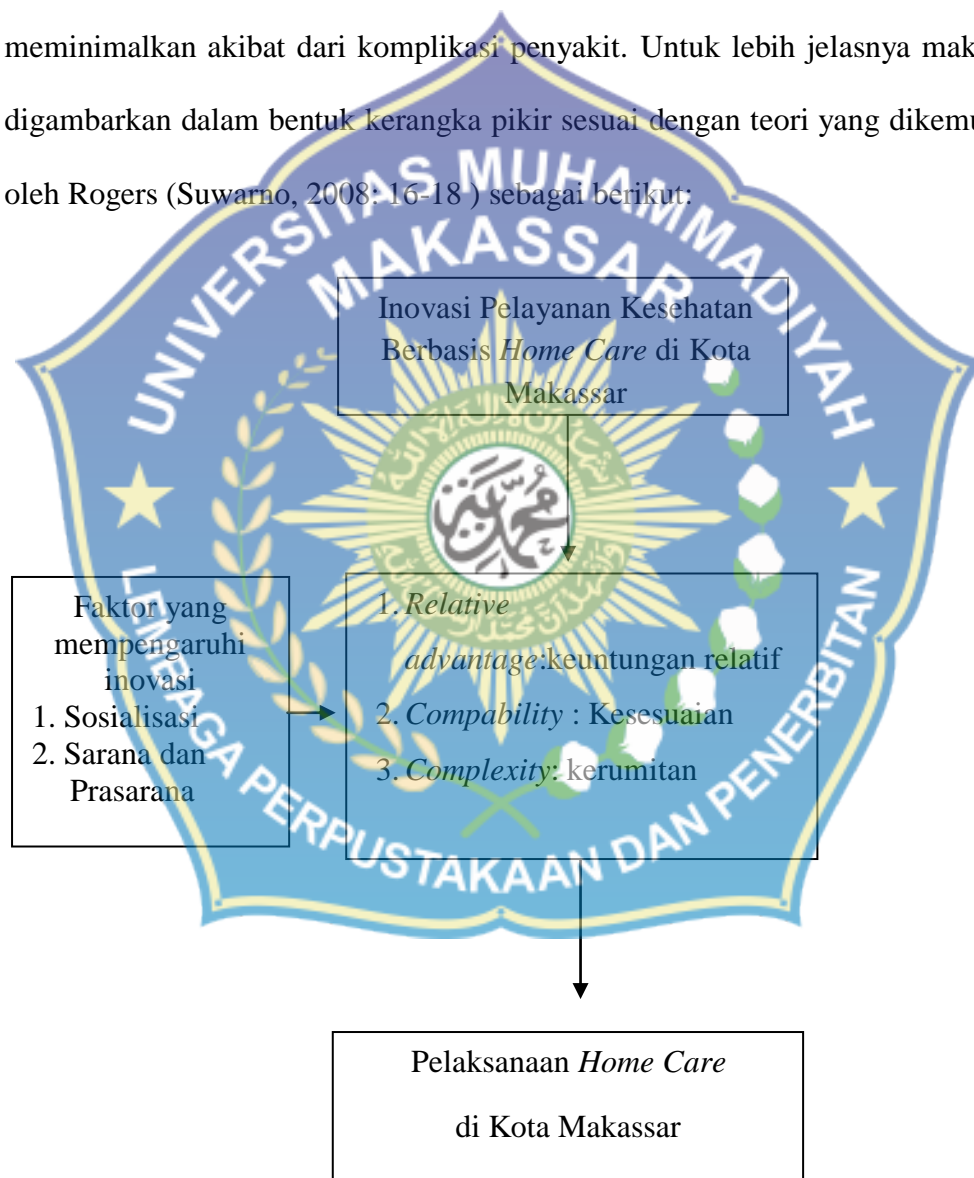 meminimalkan akibat dari komplikasi penyakit. Untuk lebih jelasnya mak
digambarkan dalam bentuk kerangka pikir sesuai dengan teori yang dikemu
oleh Rogers (Suwarno, 2008: 16-18 ) sebagai berikut:
UNIVERSITAS MUHAMMADIYAH
MAKASSAR
Inovasi Pelayanan Kesehatan
Berbasis Home Care di Kota
Makassar
Faktor yang
mempengaruhi
inovasi
1. Sosialisasi
2. Sarana dan
Prasarana
1. Relative
advantage:keuntungan relatif
2. Compability : Kesesuaian
3. Complexity: kerumitan
LEMBAGA PERPUSTAKAAN DAN PENERBITAN
Pelaksanaan Home Care
di Kota Makassar